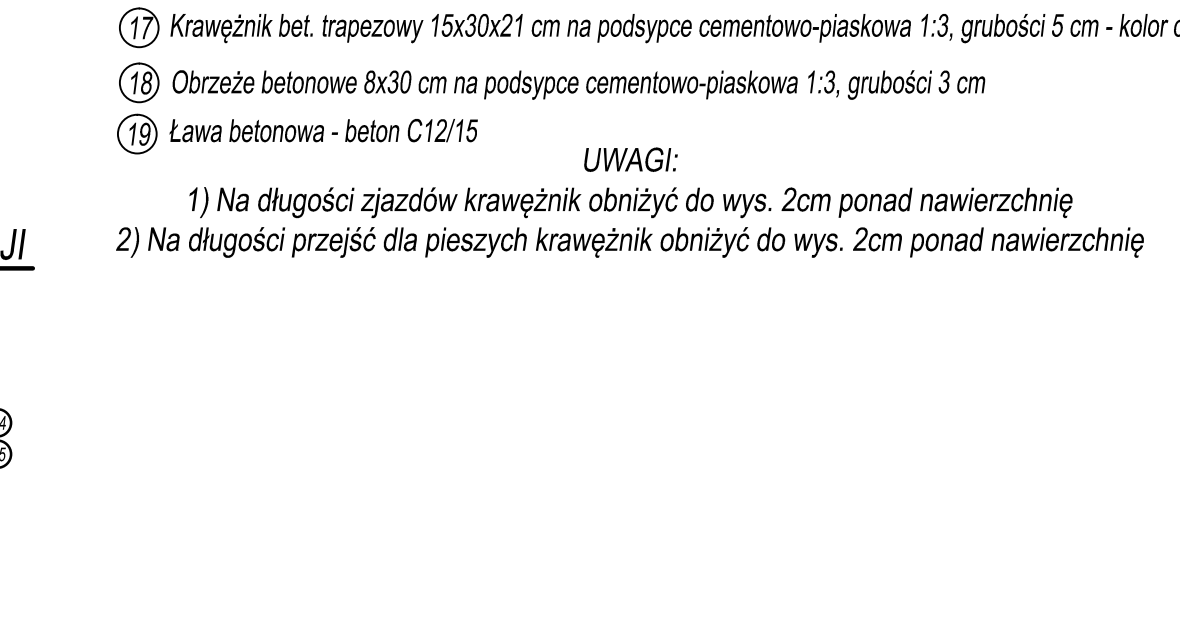 17 Krawężnik bet. trapezowy 15x30x21 cm na podsypce cementowo-piaskowa 1:3, grubości 5 cm - kolor
18 Obrzeże betonowe 8x30 cm na podsypce cementowo-piaskowa 1:3, grubości 3 cm
19 Ława betonowa - beton C12/15
UWAGI:
1) Na długości zjazdów krawężnik obniżyć do wys. 2cm ponad nawierzchnię
2) Na długości przejść dla pieszych krawężnik obniżyć do wys. 2cm ponad nawierzchnię
JI
4
5